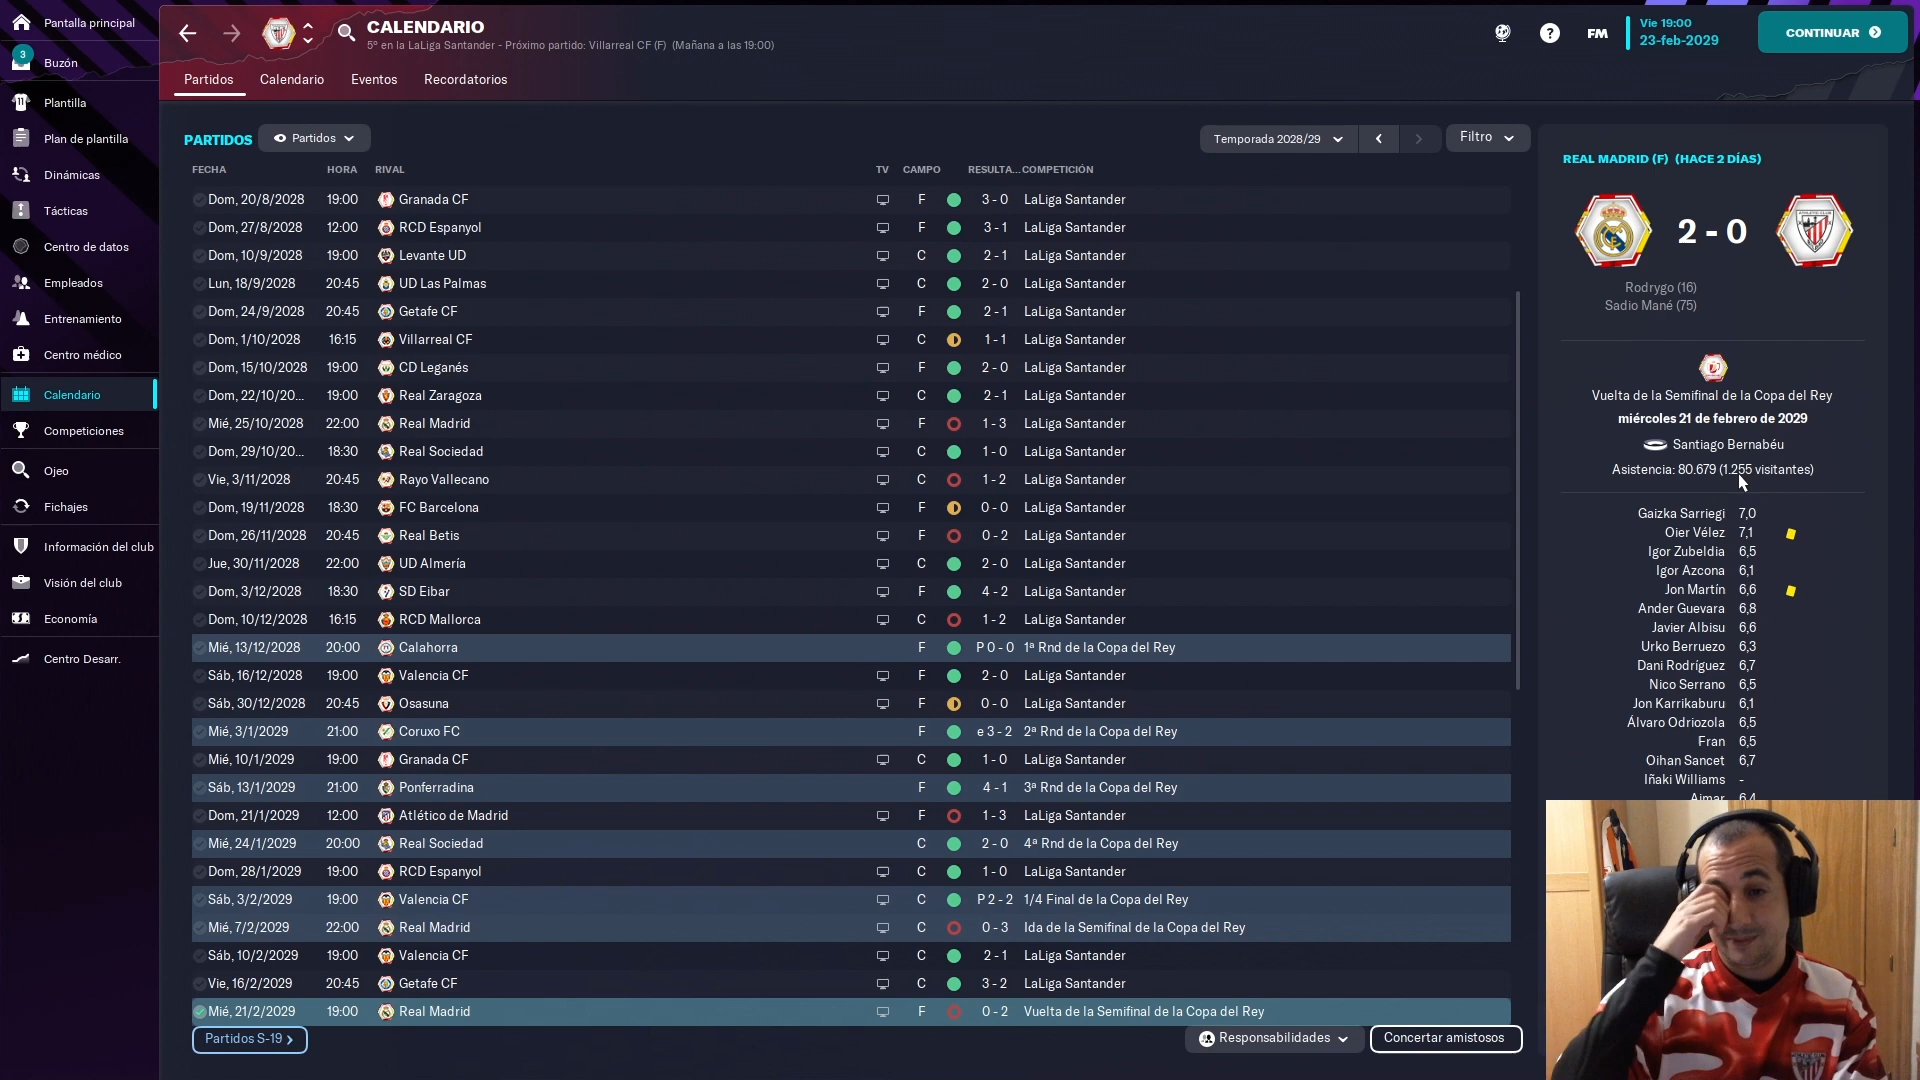 Pantalla principal
3
Buzón
Plantilla
Plan de plantilla
Dinámicas
Tácticas
Centro de datos
Empleados
Entrenamiento
Centro médico
Calendario
Competiciones
Ojeo
Fichajes
Información del club
Visión del club
Economía
Centro Desarr.
CALENDARIO
5º en la LaLiga Santander - Próximo partido: Villarreal CF (F) (Mañana a las 19:00)
FM
Vie 19:00
23-feb-2029
CONTINUAR
Partidos Calendario Eventos Recordatorios
PARTIDOS Partidos Temporada 2028/29 Filtro
FECHA HORA RIVAL TV CAMPO RESULTA... COMPETICIÓN
Dom, 20/8/2028 19:00 Granada CF F 3 - 0 LaLiga Santander
Dom, 27/8/2028 12:00 RCD Espanyol F 3 - 1 LaLiga Santander
Dom, 10/9/2028 19:00 Levante UD C 2 - 1 LaLiga Santander
Lun, 18/9/2028 20:45 UD Las Palmas C 2 - 0 LaLiga Santander
Dom, 24/9/2028 20:45 Getafe CF F 2 - 1 LaLiga Santander
Dom, 1/10/2028 16:15 Villarreal CF C 1 - 1 LaLiga Santander
Dom, 15/10/2028 19:00 CD Leganés F 2 - 0 LaLiga Santander
Dom, 22/10/20... 19:00 Real Zaragoza C 2 - 1 LaLiga Santander
Mié, 25/10/2028 22:00 Real Madrid F 1 - 3 LaLiga Santander
Dom, 29/10/20... 18:30 Real Sociedad C 1 - 0 LaLiga Santander
Vie, 3/11/2028 20:45 Rayo Vallecano C 1 - 2 LaLiga Santander
Dom, 19/11/2028 18:30 FC Barcelona F 0 - 0 LaLiga Santander
Dom, 26/11/2028 20:45 Real Betis F 0 - 2 LaLiga Santander
Jue, 30/11/2028 22:00 UD Almería C 2 - 0 LaLiga Santander
Dom, 3/12/2028 18:30 SD Eibar F 4 - 2 LaLiga Santander
Dom, 10/12/2028 16:15 RCD Mallorca C 1 - 2 LaLiga Santander
Mié, 13/12/2028 20:00 Calahorra F P 0 - 0 1ª Rnd de la Copa del Rey
Sáb, 16/12/2028 19:00 Valencia CF F 2 - 0 LaLiga Santander
Sáb, 30/12/2028 20:45 Osasuna F 0 - 0 LaLiga Santander
Mié, 3/1/2029 21:00 Coruxo FC F e 3 - 2 2ª Rnd de la Copa del Rey
Mié, 10/1/2029 19:00 Granada CF C 1 - 0 LaLiga Santander
Sáb, 13/1/2029 21:00 Ponferradina F 4 - 1 3ª Rnd de la Copa del Rey
Dom, 21/1/2029 12:00 Atlético de Madrid F 1 - 3 LaLiga Santander
Mié, 24/1/2029 20:00 Real Sociedad C 2 - 0 4ª Rnd de la Copa del Rey
Dom, 28/1/2029 19:00 RCD Espanyol C 1 - 0 LaLiga Santander
Sáb, 3/2/2029 19:00 Valencia CF C P 2 - 2 1/4 Final de la Copa del Rey
Mié, 7/2/2029 22:00 Real Madrid C 0 - 3 Ida de la Semifinal de la Copa del Rey
Sáb, 10/2/2029 19:00 Valencia CF C 2 - 1 LaLiga Santander
Vie, 16/2/2029 20:45 Getafe CF C 3 - 2 LaLiga Santander
Mié, 21/2/2029 19:00 Real Madrid F 0 - 2 Vuelta de la Semifinal de la Copa del Rey
Partidos S-19 Responsabilidades Concertar amistosos
REAL MADRID (F) (HACE 2 DÍAS)
2 - 0
Rodrygo (16)
Sadio Mané (75)
Vuelta de la Semifinal de la Copa del Rey
miércoles 21 de febrero de 2029
Santiago Bernabéu
Asistencia: 80.679 (1.255 visitantes)
Gaizka Sarriegi 7,0
Oier Vélez 7,1
Igor Zubeldia 6,5
Igor Azcona 6,1
Jon Martín 6,6
Ander Guevara 6,8
Javier Albisu 6,6
Urko Berruezo 6,3
Dani Rodríguez 6,7
Nico Serrano 6,5
Jon Karrikaburu 6,1
Álvaro Odriozola 6,5
Fran 6,5
Oihan Sancet 6,7
Iñaki Williams -
Aimar 6,4